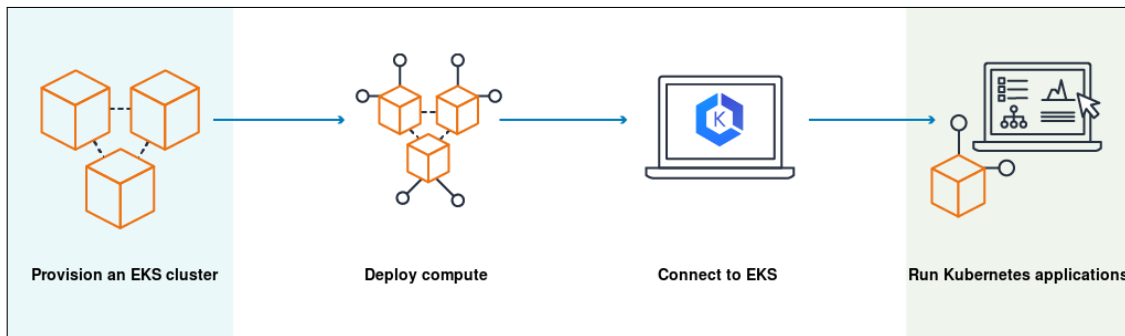 K
Provision an EKS cluster
Deploy compute
Connect to EKS
Run Kubernetes applications